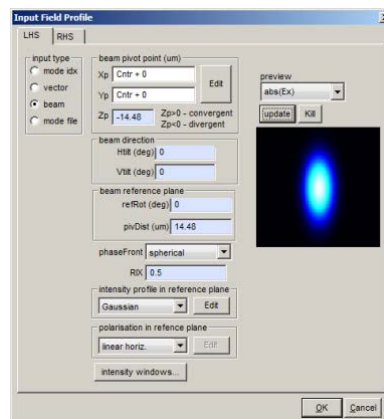 Input Field Profile
LHS RHS
input type
mode idx
vector
beam
mode file
beam pivot point (um)
Xp Cntr + 0
Yp Cntr + 0
Edit
Zp -14.48
Zp>0 - convergent
Zp<0 - divergent
beam direction
Htilt (deg) 0
Vtilt (deg) 0
beam reference plane
refRot (deg) 0
pivDist (um) 14.48
phaseFront spherical
RIX 0.5
intensity profile in reference plane
Gaussian Edit
polarisation in refence plane
linear horiz. Edit
intensity windows...
preview
abs(Ex)
update Kill
OK Cancel